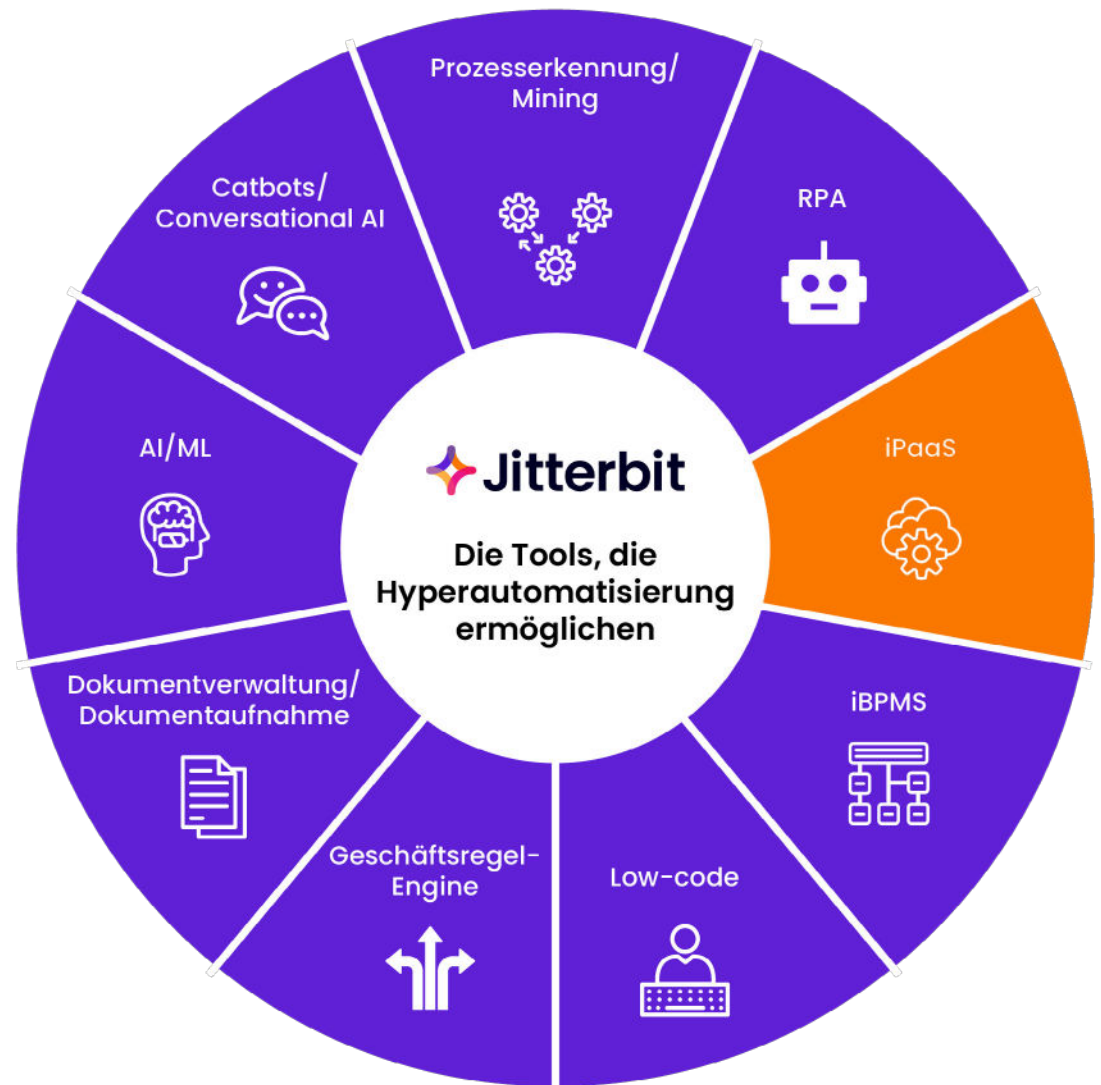 Prozesserkennung/
Mining
RPA
iPaaS
iBPMS
Low-code
Geschäftsregel-
Engine
Dokumentverwaltung/
Dokumentaufnahme
AI/ML
Catbots/
Conversational AI
Jitterbit
Die Tools, die
Hyperautomatisierung
ermöglichen